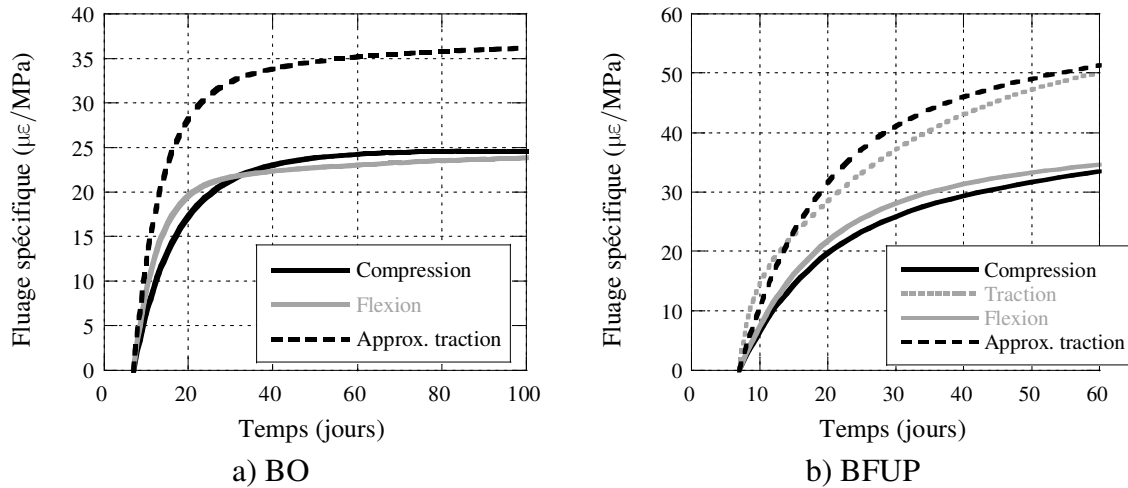 Fluage spécifique (με/MPa)
40
35
30
25
20
15
10
5
0
0
20
40
60
80
100
Temps (jours)
Compression
Flexion
Approx. traction
a) BO
Fluage spécifique (με/MPa)
60
50
40
30
20
10
0
0
10
20
30
40
50
60
Temps (jours)
Compression
Traction
Flexion
Approx. traction
b) BFUP